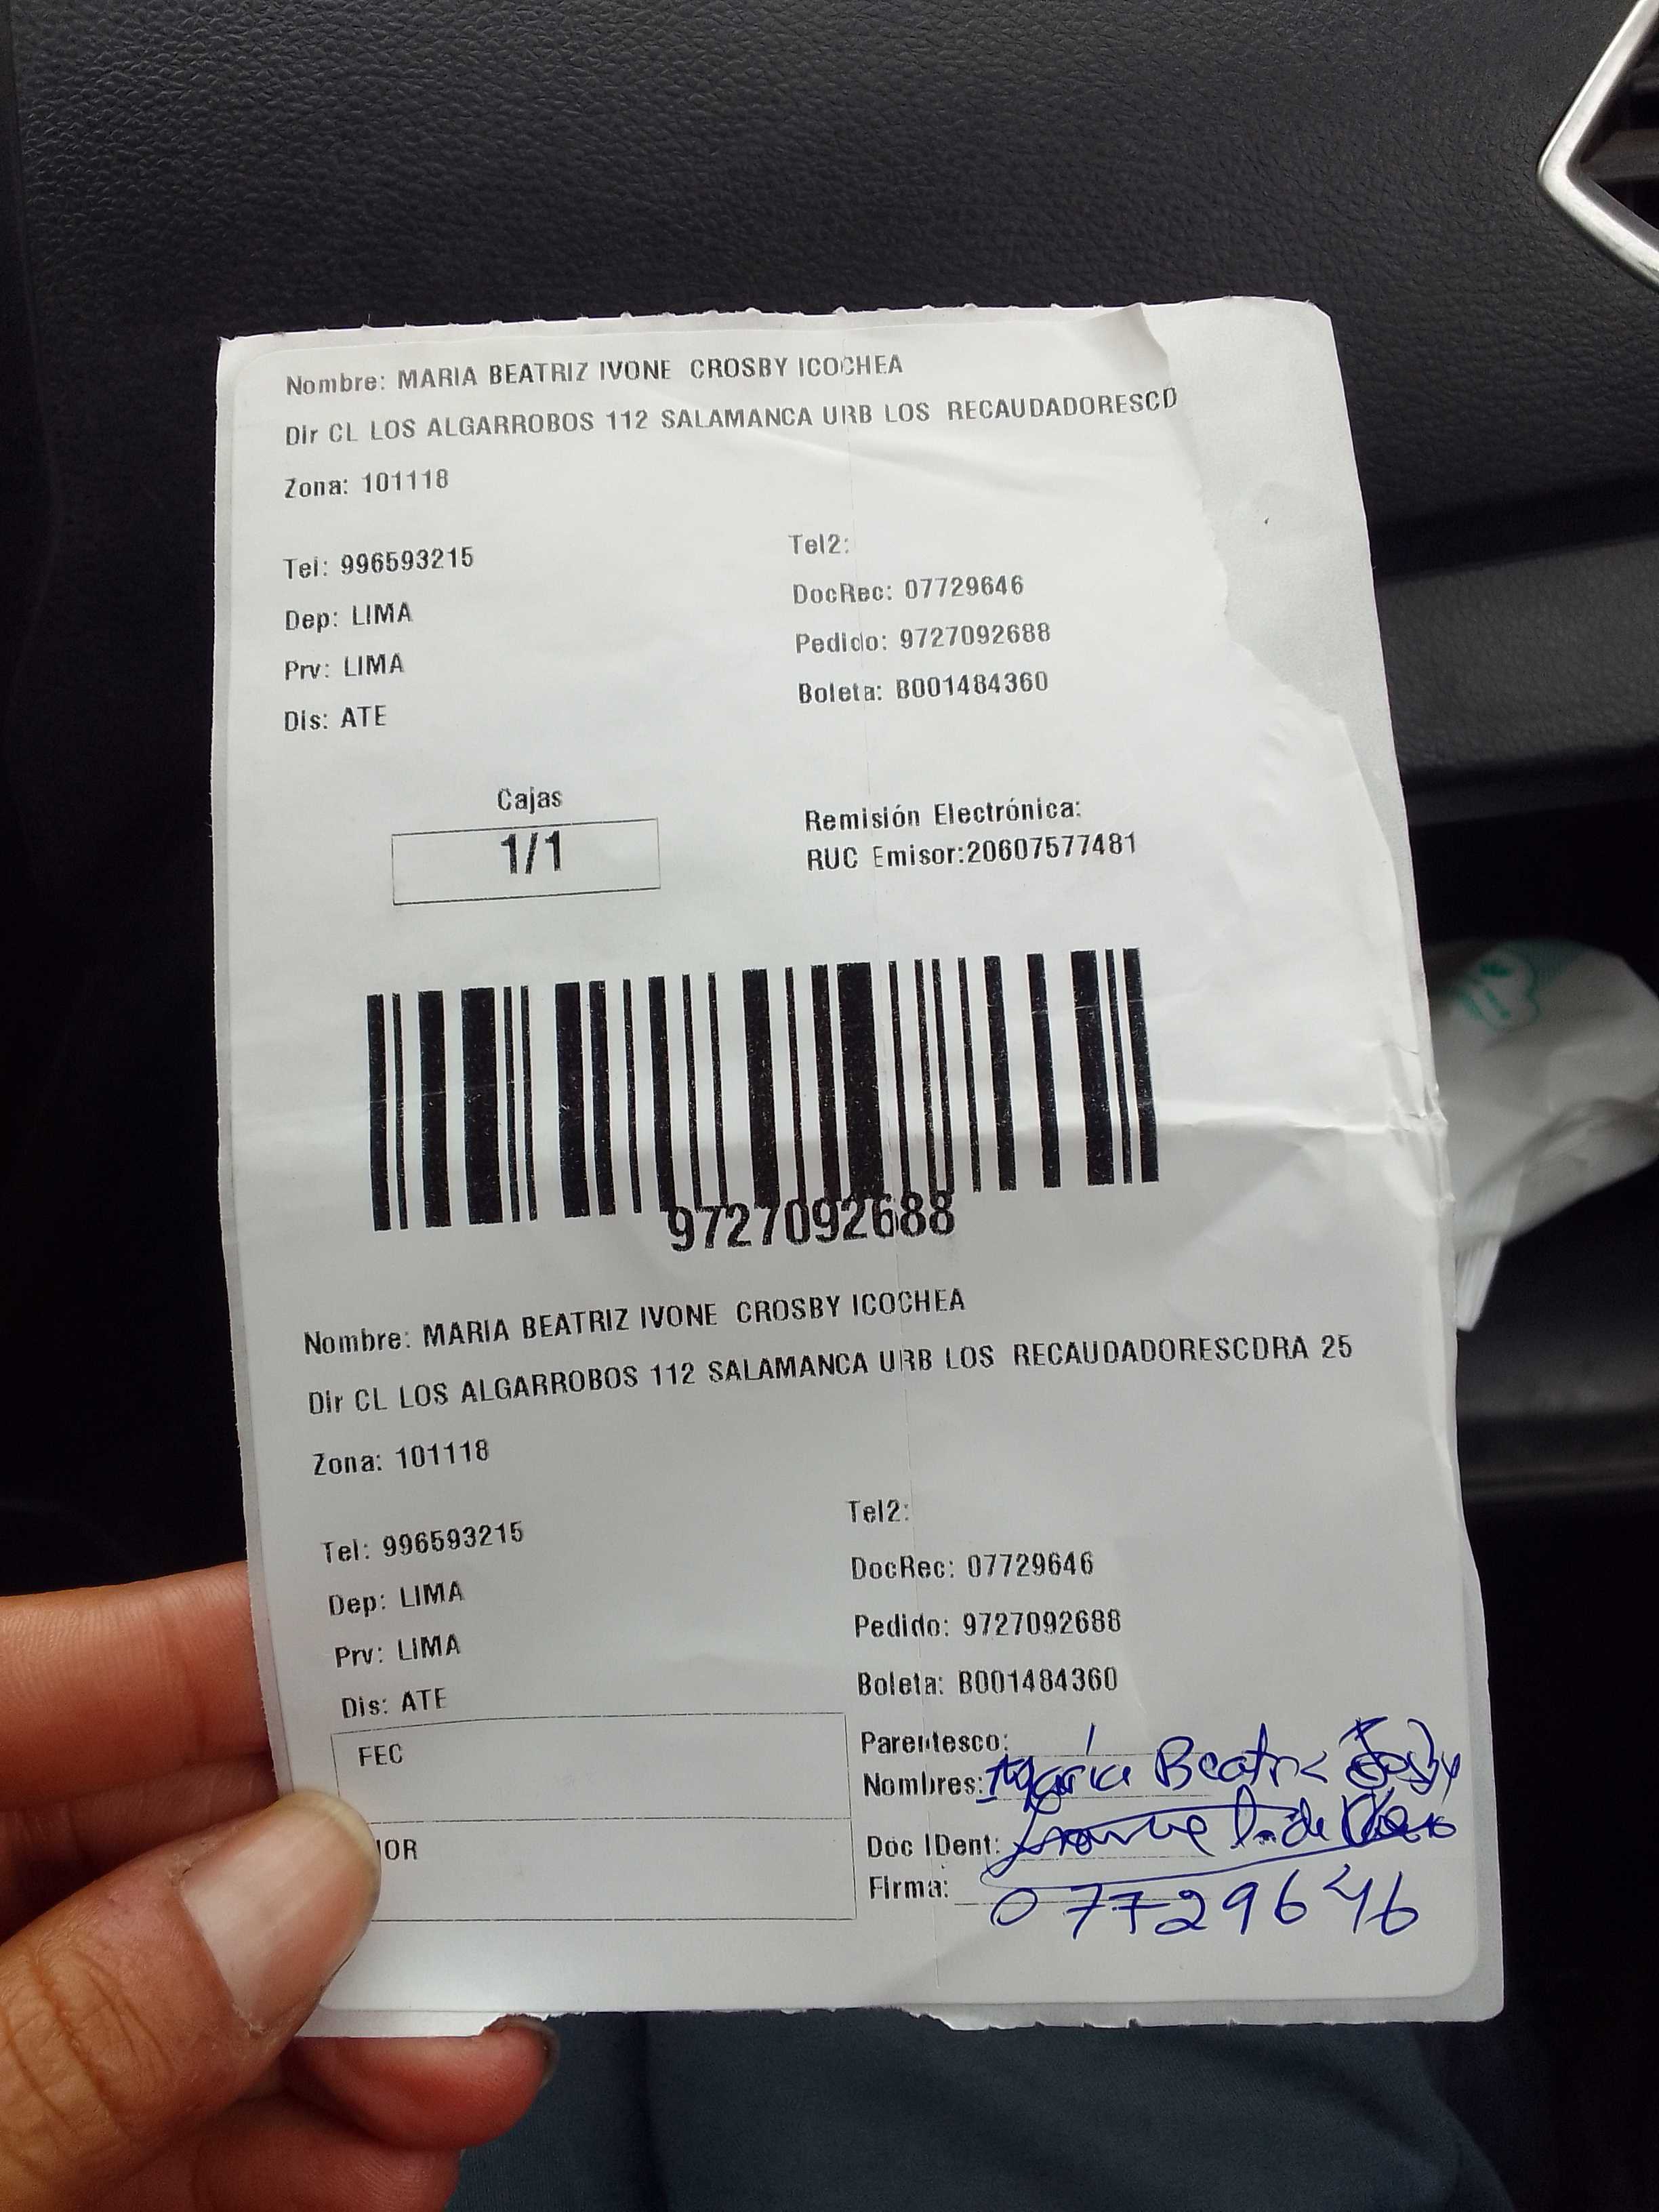 Nombre: MARIA BEATRIZ IVONE CROSBY ICOCHEA
Dir CL LOS ALGARROBOS 112 SALAMANCA URB LOS RECAUDADORESCD
Zona: 101118
Tel: 996593215
Dep: LIMA
Prv: LIMA
Dis: ATE
Tel2:
DocRec: 07729646
Pedido: 9727092688
Boleta: B001484360
Cajas
1/1
Remisión Electrónica:
RUC Emisor:20607577481
9727092688
Nombre: MARIA BEATRIZ IVONE CROSBY ICOCHEA
Dir CL LOS ALGARROBOS 112 SALAMANCA URB LOS RECAUDADORESCDRA 25
Zona: 101118
Tel: 996593215
Dep: LIMA
Prv: LIMA
Dis: ATE
Tel2:
DocRec: 07729646
Pedido: 9727092688
Boleta: B001484360
FEC
OR
Parentesco:
Nombres: María Beatriz
Doc IDent:
Firma:
07729646